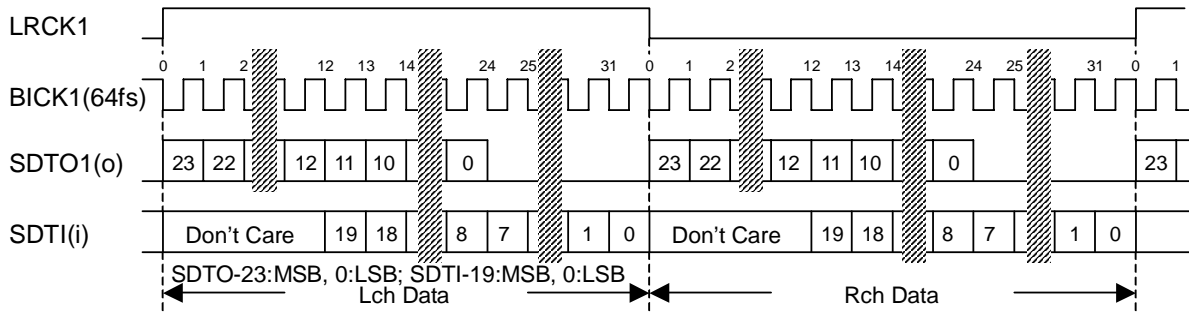 LRCK1
0 1 2 12 13 14 24 25 31 0 1 2 12 13 14 24 25 31 0 1
BICK1(64fs)
SDTO1(o) 23 22 12 11 10 0 23 22 12 11 10 0 23
SDTI(i) Don't Care 19 18 8 7 1 0 Don't Care 19 18 8 7 1 0
SDTO-23:MSB, 0:LSB; SDTI-19:MSB, 0:LSB
Lch Data Rch Data